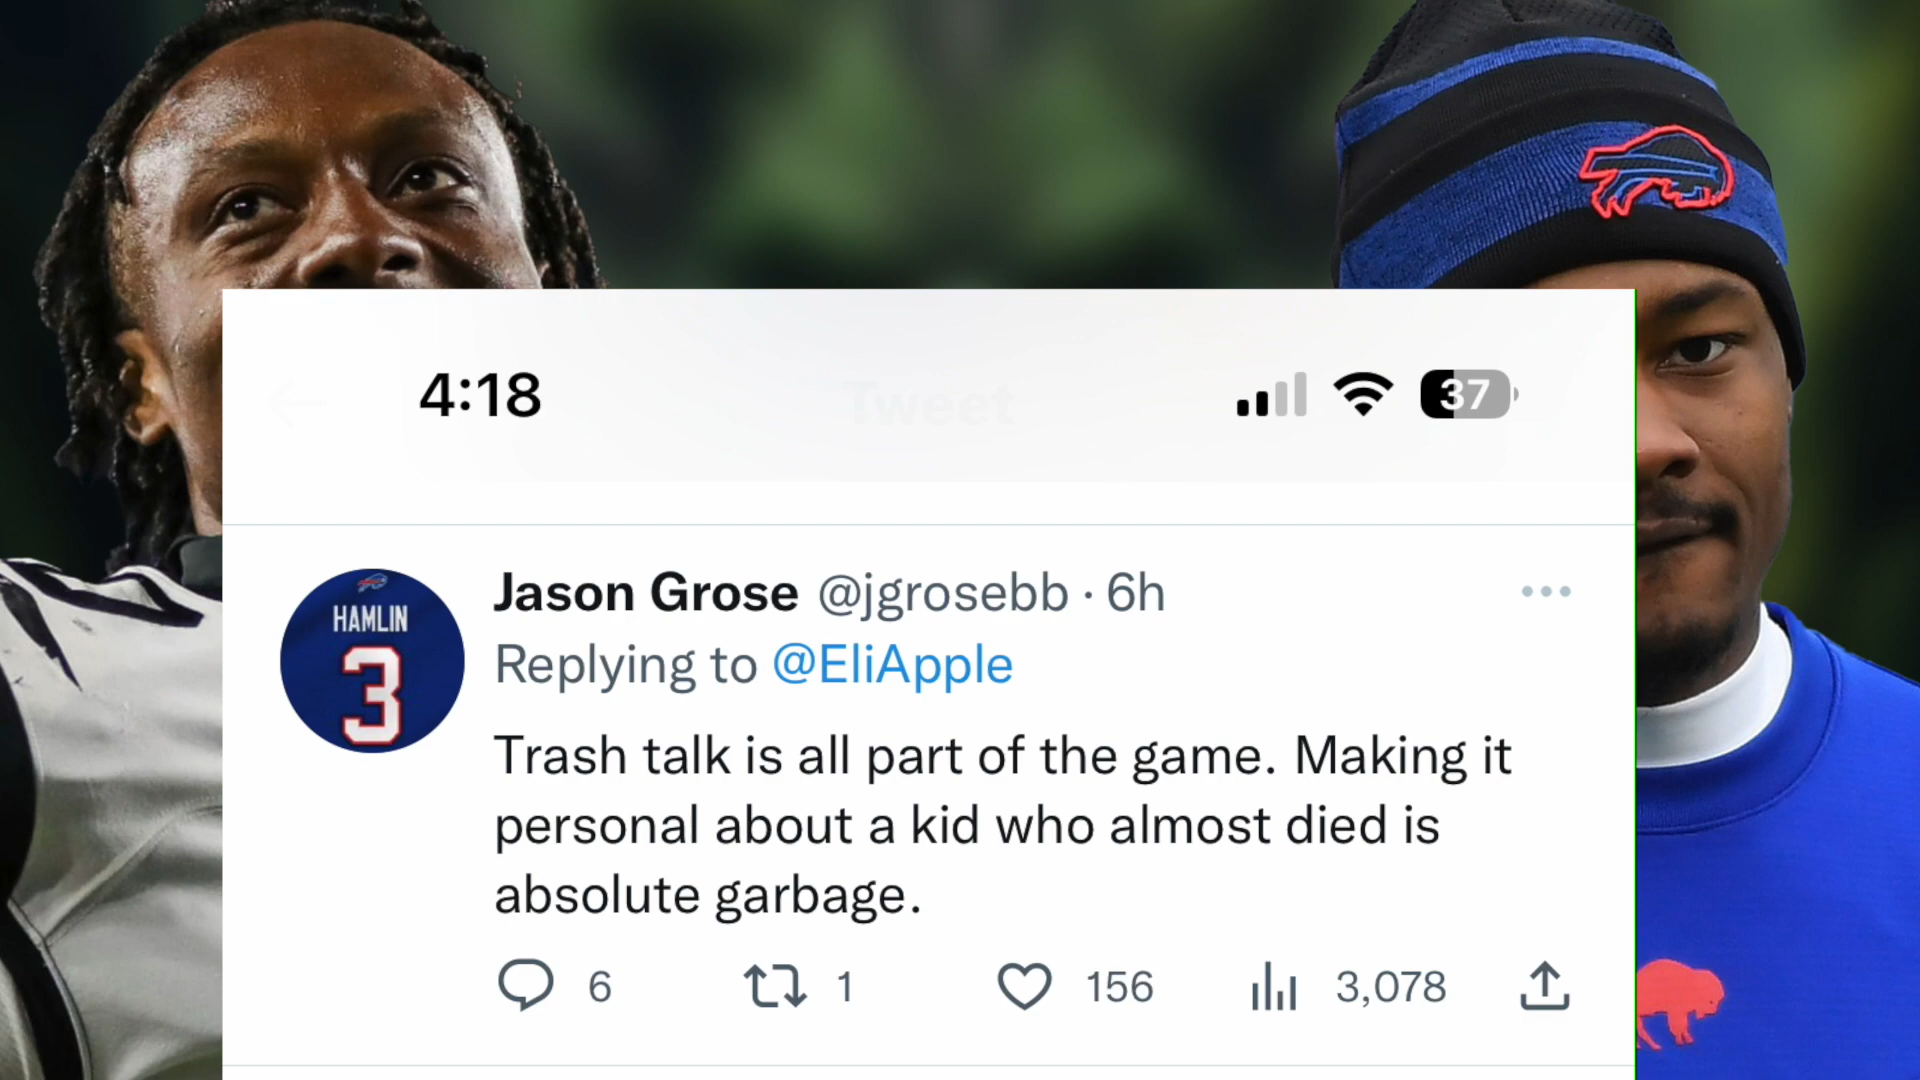 4:18
Tweet
37
HAMLIN
3
Jason Grose @jgrosebb · 6h
Replying to @EliApple
Trash talk is all part of the game. Making it
personal about a kid who almost died is
absolute garbage.
6 1 156 3,078